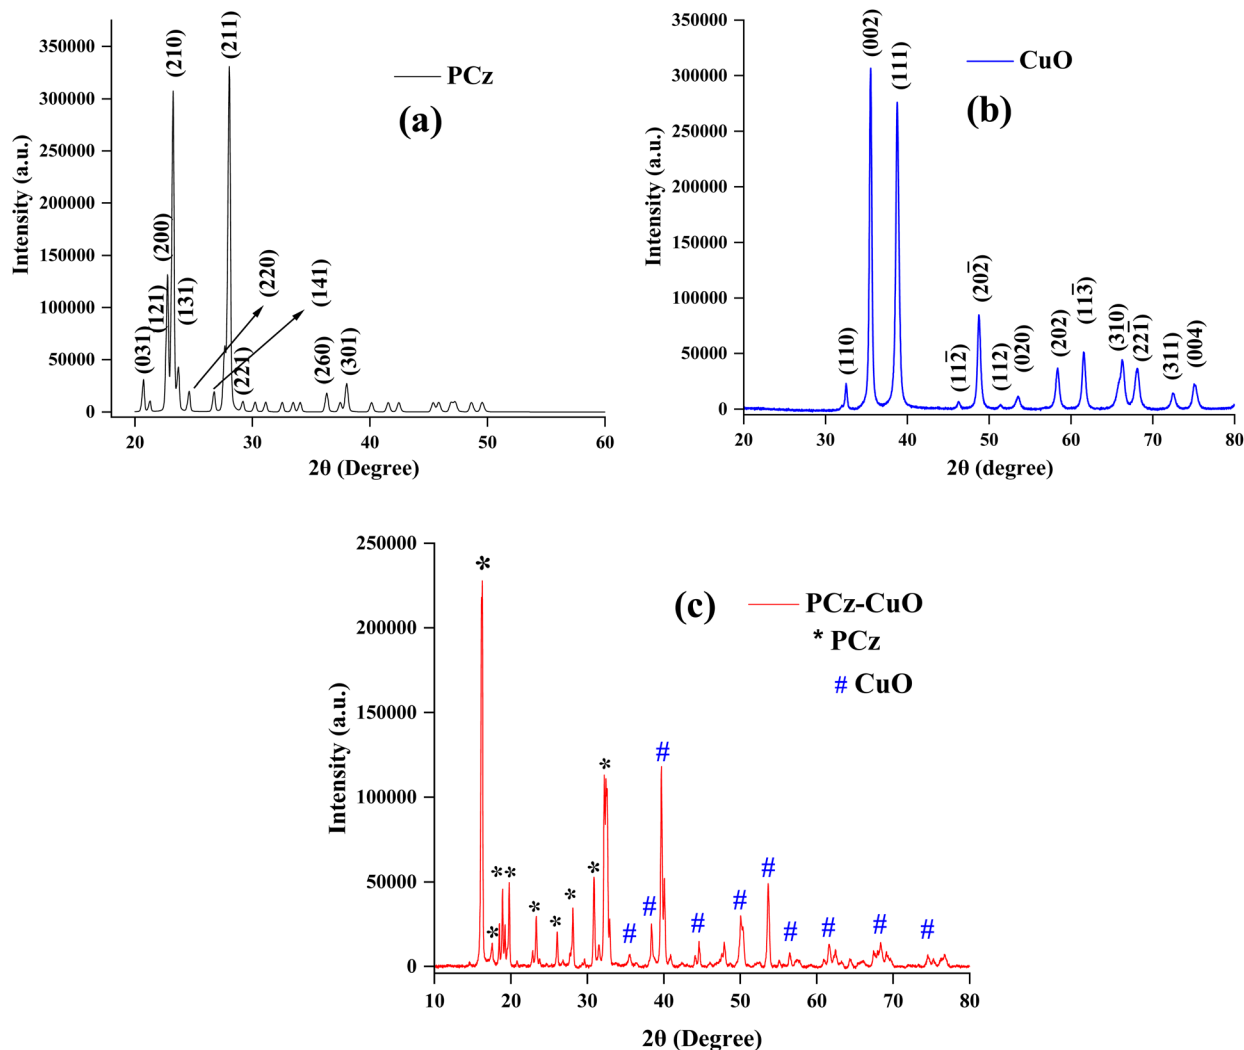 350000
300000
250000
200000
150000
100000
50000
0
Intensity (a.u.)
(031)
(121)
(200)
(210)
(131)
(211)
(220)
(141)
(221)
(260)
(301)
PCz
(a)
20 30 40 50 60
2θ (Degree)
350000
300000
250000
200000
150000
100000
50000
0
Intensity (a.u.)
(110)
(002)
(111)
(112̅)
(202̅)
(112)
(020)
(202)
(11̅3)
(310)
(22̅1)
(311)
(004)
CuO
(b)
20 30 40 50 60 70 80
2θ (degree)
250000
200000
150000
100000
50000
0
Intensity (a.u.)
(c)
PCz-CuO
* PCz
# CuO
* * * * * * * * *
# # # # # # # # # #
10 20 30 40 50 60 70 80
2θ (Degree)